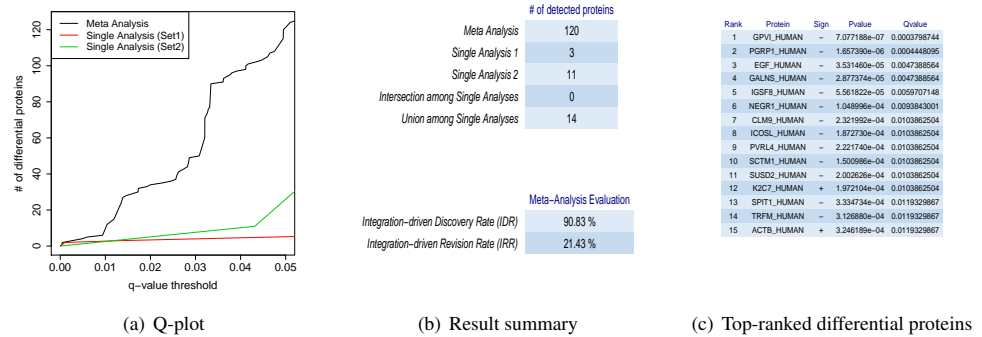 Meta Analysis
Single Analysis (Set1)
Single Analysis (Set2)
# of differential proteins
0 20 40 60 80 100 120
0.00 0.01 0.02 0.03 0.04 0.05
q−value threshold
(a) Q-plot
# of detected proteins
Meta Analysis 120
Single Analysis 1 3
Single Analysis 2 11
Intersection among Single Analyses 0
Union among Single Analyses 14
Meta−Analysis Evaluation
Integration−driven Discovery Rate (IDR) 90.83 %
Integration−driven Revision Rate (IRR) 21.43 %
(b) Result summary
Rank Protein Sign Pvalue Qvalue
1 GPVI_HUMAN − 7.077188e−07 0.0003798744
2 PGRP1_HUMAN − 1.657390e−06 0.0004448095
3 EGF_HUMAN − 3.531460e−05 0.0047388564
4 GALNS_HUMAN − 2.877374e−05 0.0047388564
5 IGSF8_HUMAN − 5.561822e−05 0.0059707148
6 NEGR1_HUMAN − 1.048996e−04 0.0093843001
7 CLM9_HUMAN − 2.321992e−04 0.0103862504
8 ICOSL_HUMAN − 1.872730e−04 0.0103862504
9 PVRL4_HUMAN − 2.221740e−04 0.0103862504
10 SCTM1_HUMAN − 1.500986e−04 0.0103862504
11 SUSD2_HUMAN − 2.002626e−04 0.0103862504
12 K2C7_HUMAN + 1.972104e−04 0.0103862504
13 SPIT1_HUMAN − 3.334734e−04 0.0119329867
14 TRFM_HUMAN − 3.126880e−04 0.0119329867
15 ACTB_HUMAN + 3.246189e−04 0.0119329867
(c) Top-ranked differential proteins